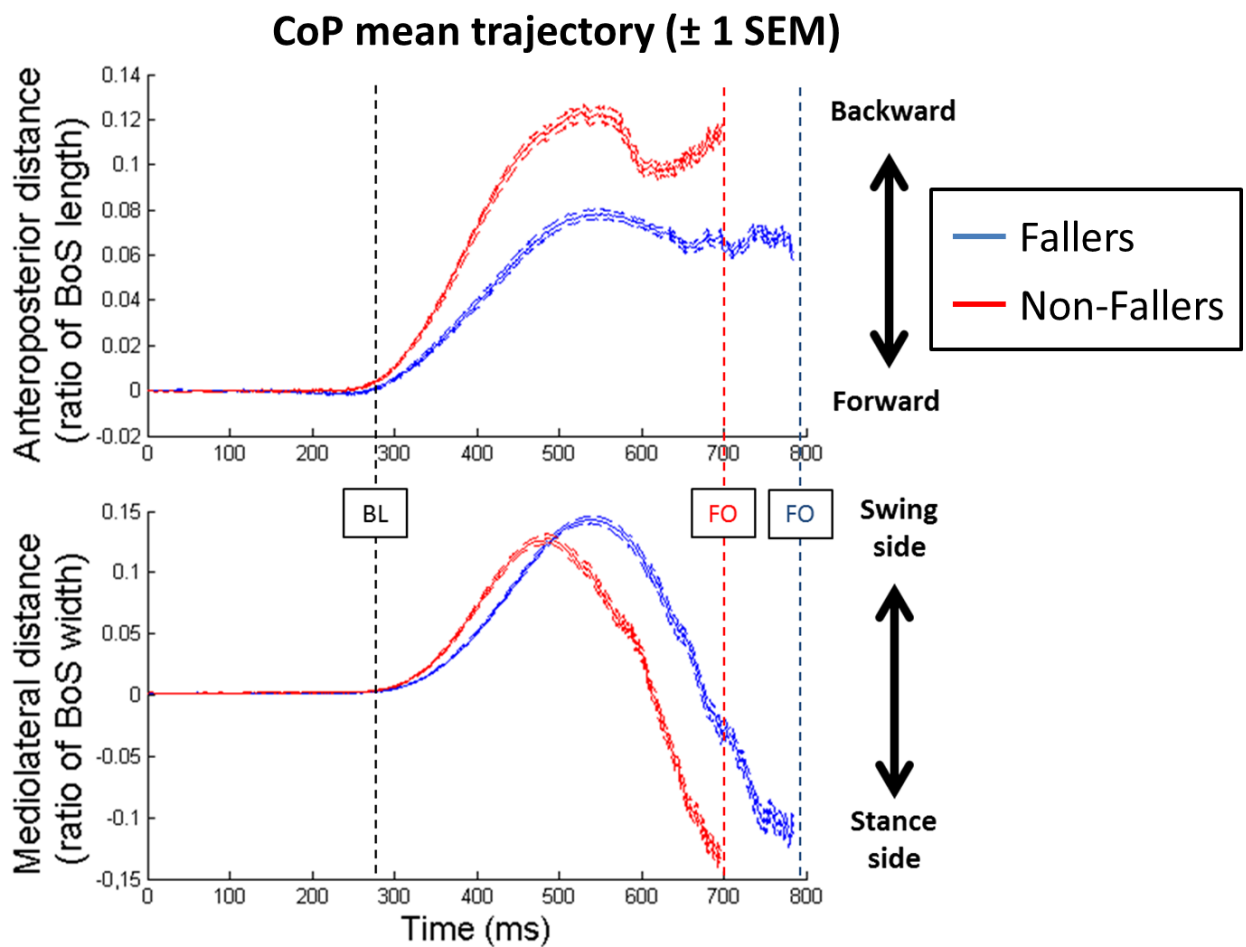 CoP mean trajectory (± 1 SEM)
Anteroposterior distance
(ratio of BoS length)
0.14
0.12
0.1
0.08
0.06
0.04
0.02
0
-0.02
0 100 200 300 400 500 600 700 800
Backward
Forward
Fallers
Non-Fallers
BL
FO
FO
Mediolateral distance
(ratio of BoS width)
0.15
0.1
0.05
0
-0.05
-0.1
-0,15
0 100 200 300 400 500 600 700 800
Time (ms)
Swing
side
Stance
side